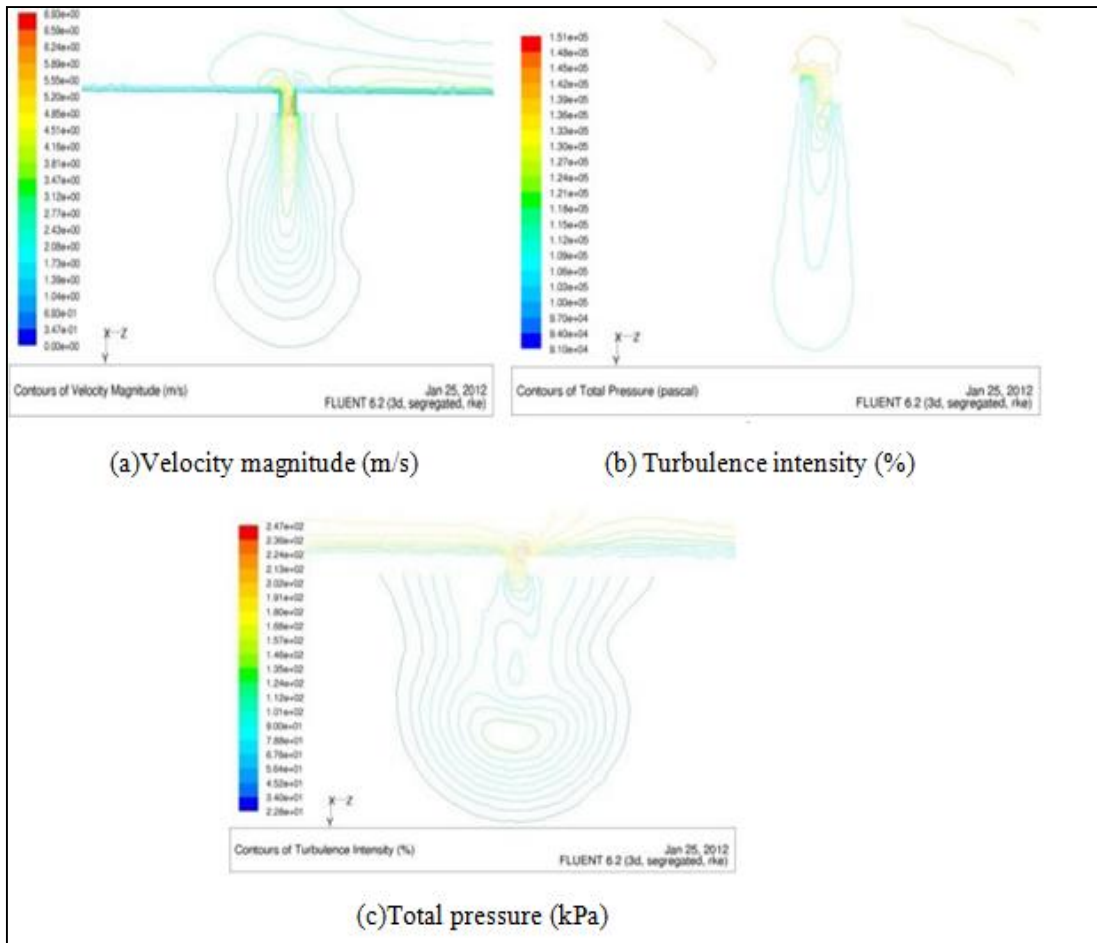 6.93e+00
6.59e+00
6.24e+00
5.89e+00
5.55e+00
5.20e+00
4.85e+00
4.51e+00
4.16e+00
3.81e+00
3.47e+00
3.12e+00
2.77e+00
2.43e+00
2.08e+00
1.73e+00
1.39e+00
1.04e+00
6.93e-01
3.47e-01
0.00e+00
X Z
Y
Contours of Velocity Magnitude (m/s)
Jan 25, 2012
FLUENT 6.2 (3d, segregated, rke)
1.51e+05
1.48e+05
1.45e+05
1.42e+05
1.39e+05
1.36e+05
1.33e+05
1.30e+05
1.27e+05
1.24e+05
1.21e+05
1.18e+05
1.15e+05
1.12e+05
1.09e+05
1.06e+05
1.03e+05
1.00e+05
9.70e+04
9.40e+04
9.10e+04
X Z
Y
Contours of Total Pressure (pascal)
Jan 25, 2012
FLUENT 6.2 (3d, segregated, rke)
(a)Velocity magnitude (m/s)
(b) Turbulence intensity (%)
2.47e+02
2.36e+02
2.24e+02
2.13e+02
2.02e+02
1.91e+02
1.80e+02
1.68e+02
1.57e+02
1.46e+02
1.35e+02
1.24e+02
1.12e+02
1.01e+02
9.00e+01
7.88e+01
6.76e+01
5.64e+01
4.52e+01
3.40e+01
2.28e+01
X Z
Y
Contours of Turbulence Intensity (%)
Jan 25, 2012
FLUENT 6.2 (3d, segregated, rke)
(c)Total pressure (kPa)